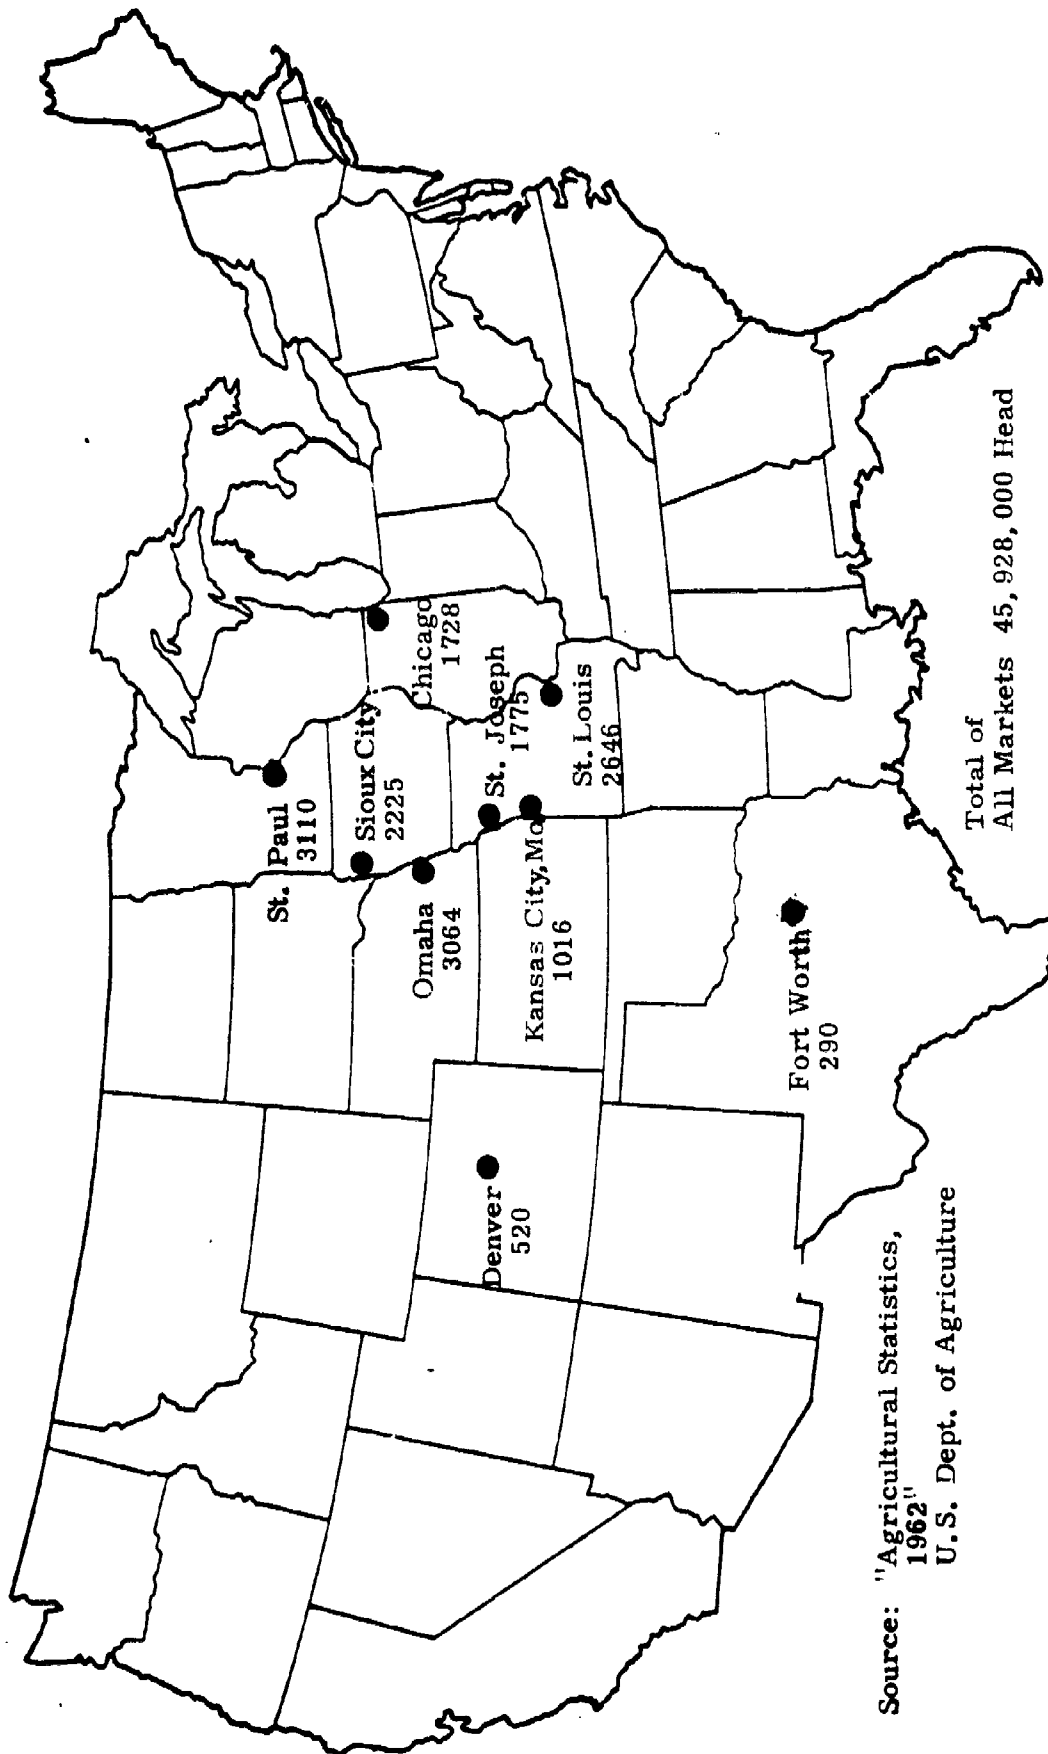 St. Paul
3110
Sioux City
2225
Chicago
1728
Omaha
3064
St. Joseph
1775
Kansas City, Mo
1016
St. Louis
2646
Denver
520
Fort Worth
290
Source: "Agricultural Statistics,
1962"
U.S. Dept. of Agriculture
Total of
All Markets 45,928,000 Head